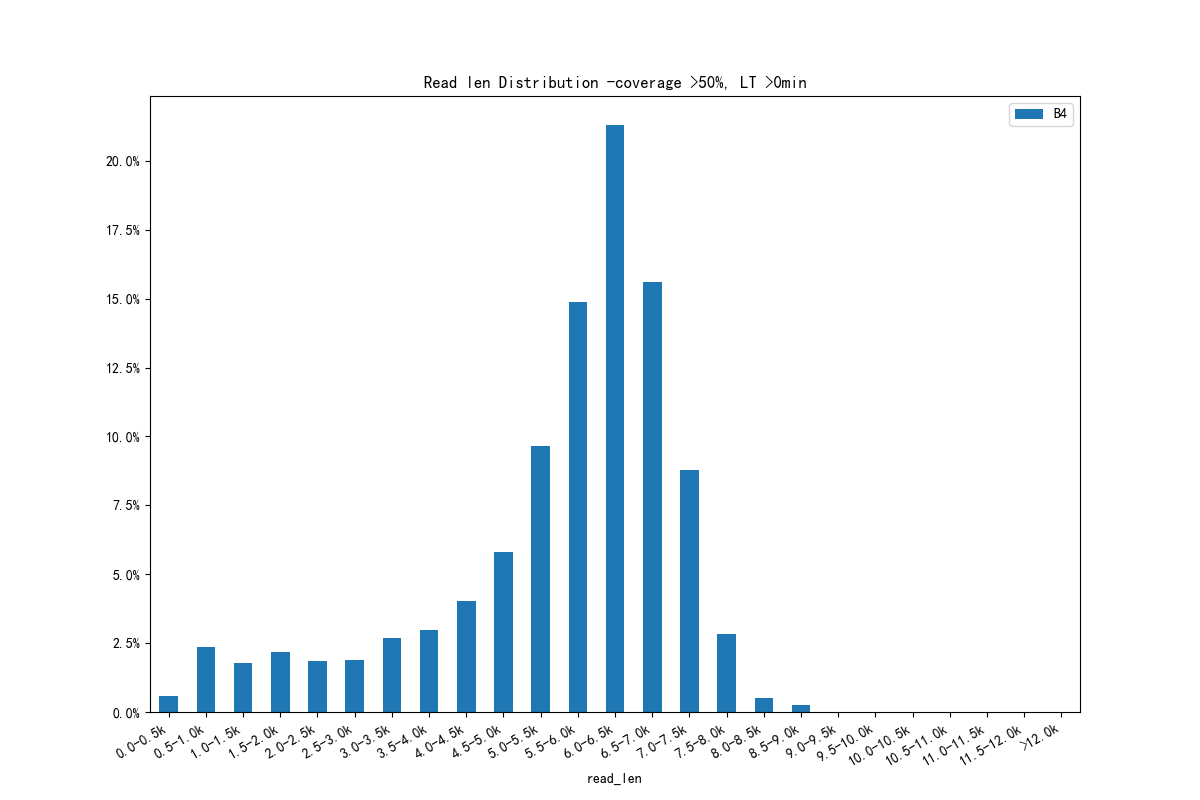 Read len Distribution -coverage >50%, LT >0min
B4
20.0%
17.5%
15.0%
12.5%
10.0%
7.5%
5.0%
2.5%
0.0%
0.0-0.5k
0.5-1.0k
1.0-1.5k
1.5-2.0k
2.0-2.5k
2.5-3.0k
3.0-3.5k
3.5-4.0k
4.0-4.5k
4.5-5.0k
5.0-5.5k
5.5-6.0k
6.0-6.5k
6.5-7.0k
7.0-7.5k
7.5-8.0k
8.0-8.5k
8.5-9.0k
9.0-9.5k
9.5-10.0k
10.0-10.5k
10.5-11.0k
11.0-11.5k
11.5-12.0k
>12.0k
read_len